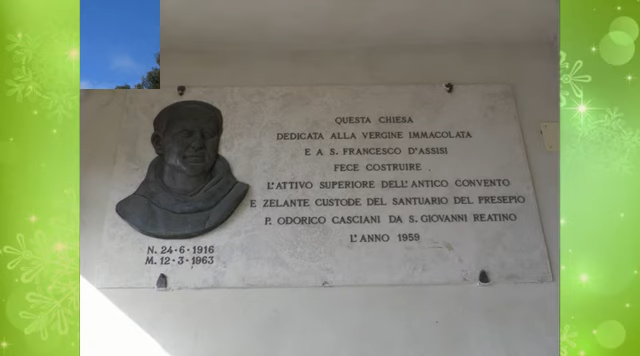 QUESTA CHIESA
DEDICATA ALLA VERGINE IMMACOLATA
E A S. FRANCESCO D'ASSISI
FECE COSTRUIRE
L'ATTIVO SUPERIORE DELL'ANTICO CONVENTO
E ZELANTE CUSTODE DEL SANTUARIO DEL PRESEPIO
P. ODORICO CASCIANI DA S. GIOVANNI REATINO
L'ANNO 1959
N. 24-6-1916
M. 12-3-1963